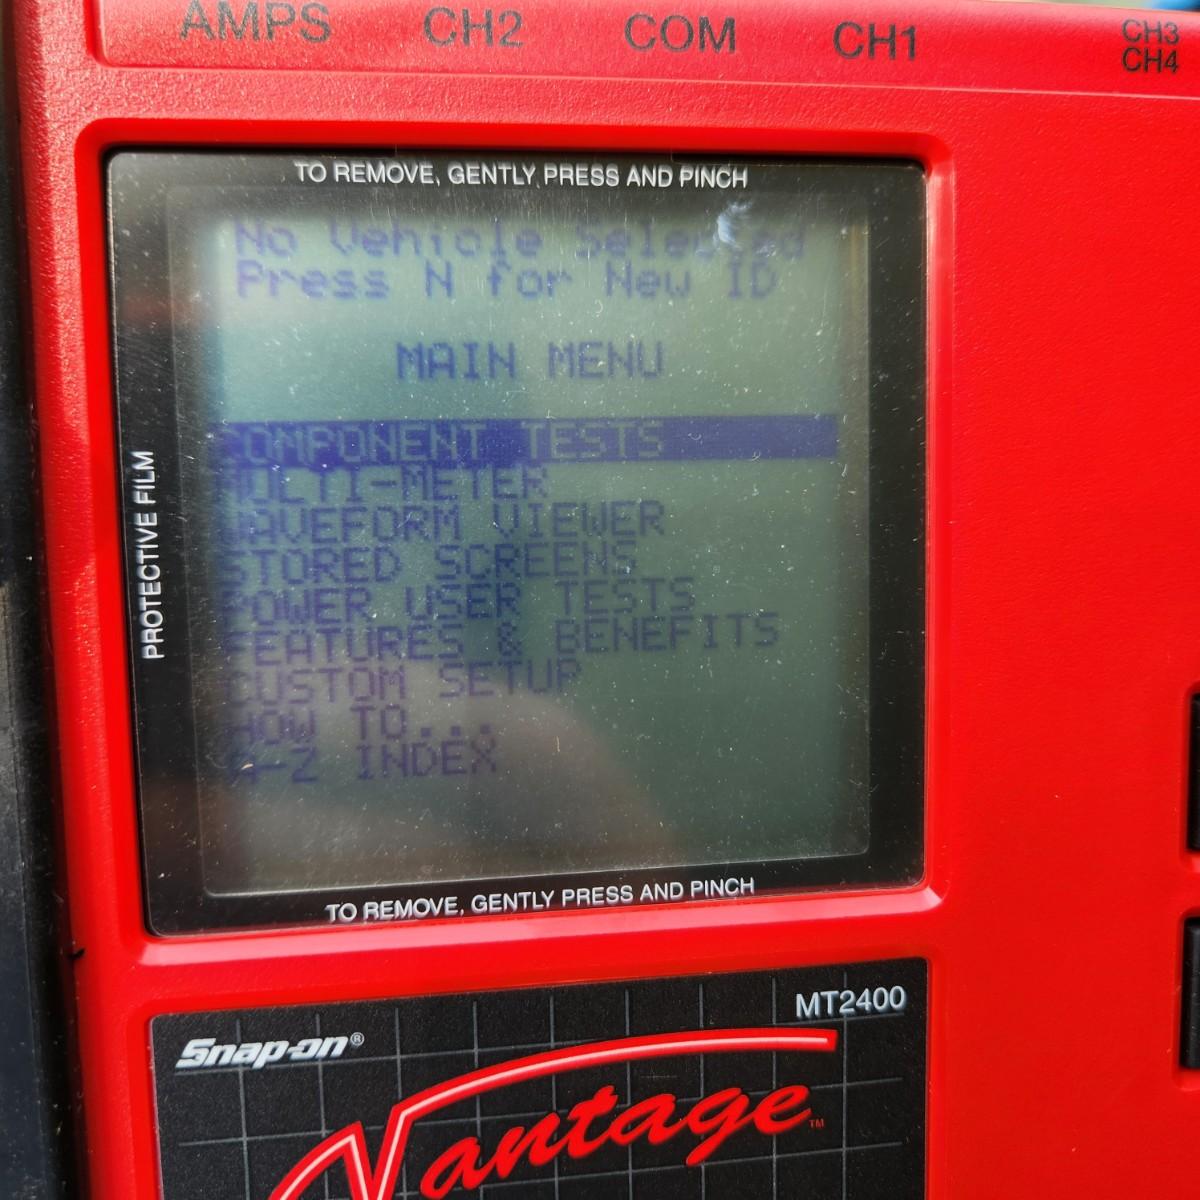 AMPS CH2 COM CH1 CH3
CH4
TO REMOVE, GENTLY PRESS AND PINCH
No Vehicle Selected
Press N for New ID
MAIN MENU
COMPONENT TESTS
MULTI-METER
WAVEFORM VIEWER
STORED SCREENS
POWER USER TESTS
FEATURES & BENEFITS
CUSTOM SETUP
HOW TO...
A-Z INDEX
PROTECTIVE FILM
TO REMOVE, GENTLY PRESS AND PINCH
MT2400
Snap-on®
Vantage™